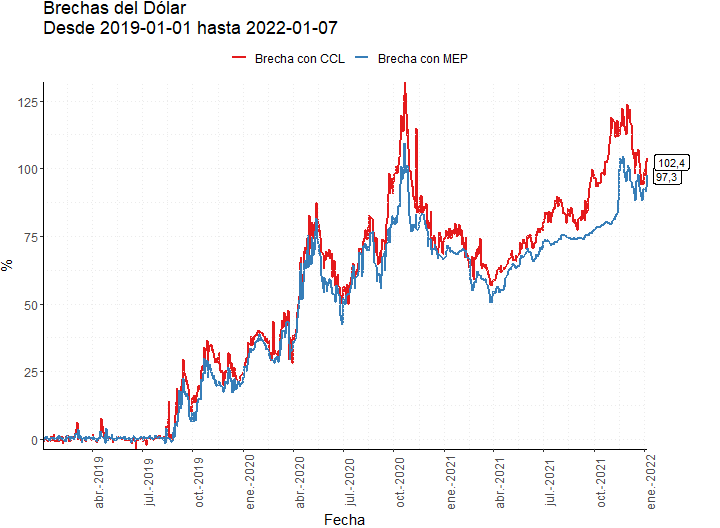 Brechas del Dólar
Desde 2019-01-01 hasta 2022-01-07
Brecha con CCL
Brecha con MEP
125
100
75
50
25
0
%
102,4
97,3
abr.-2019
jul.-2019
oct.-2019
ene.-2020
abr.-2020
jul.-2020
oct.-2020
ene.-2021
abr.-2021
jul.-2021
oct.-2021
ene.-2022
Fecha